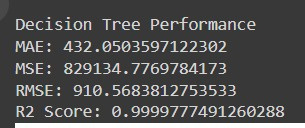 Decision Tree Performance
MAE: 432.0503597122302
MSE: 829134.7769784173
RMSE: 910.5683812753533
R2 Score: 0.9999777491260288